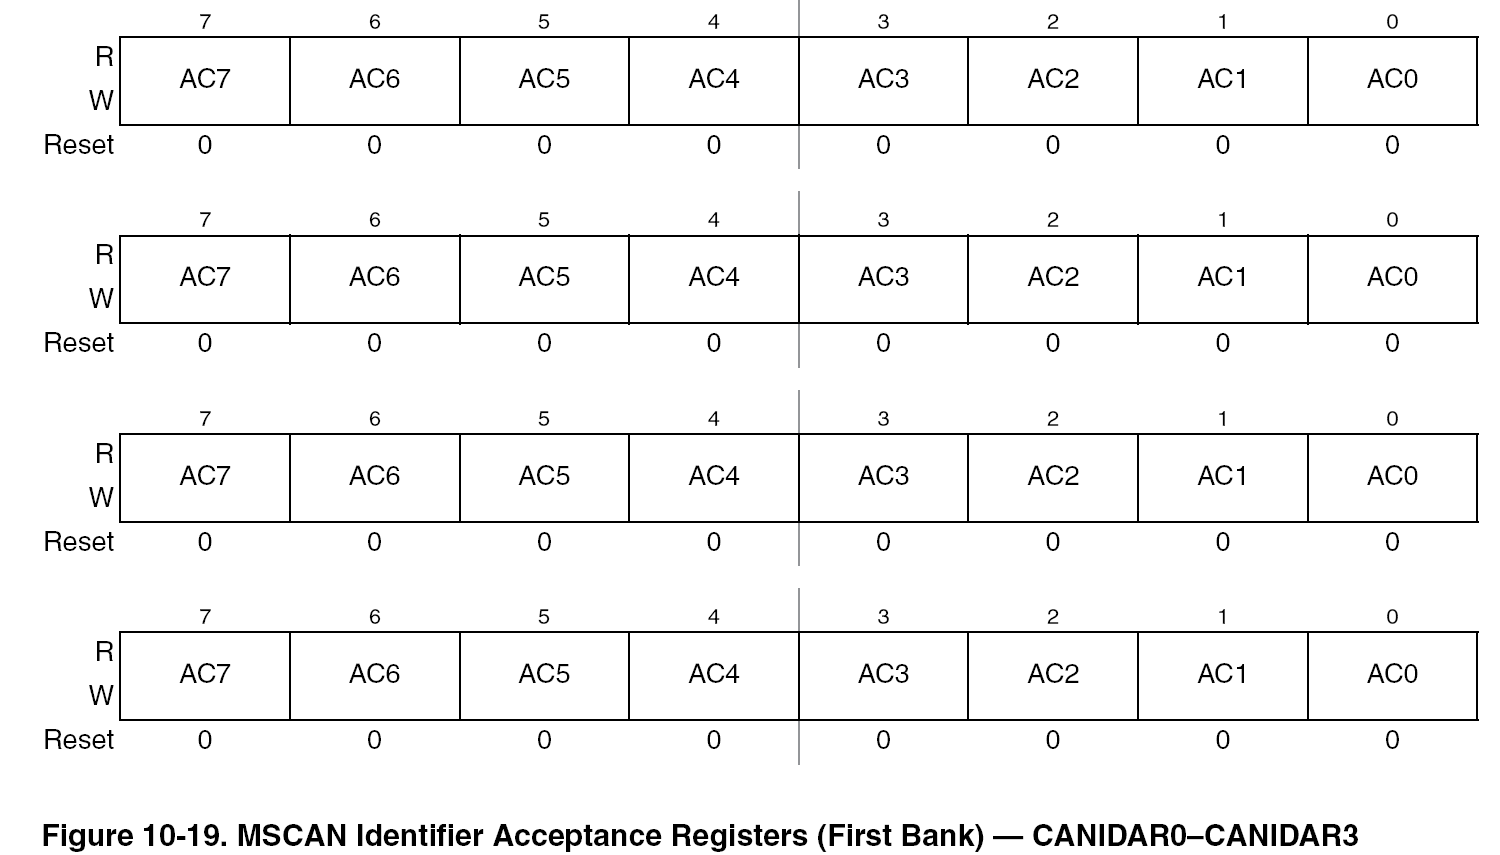 7 6 5 4 3 2 1 0
R
AC7 AC6 AC5 AC4 AC3 AC2 AC1 AC0
W
Reset 0 0 0 0 0 0 0 0
7 6 5 4 3 2 1 0
R
AC7 AC6 AC5 AC4 AC3 AC2 AC1 AC0
W
Reset 0 0 0 0 0 0 0 0
7 6 5 4 3 2 1 0
R
AC7 AC6 AC5 AC4 AC3 AC2 AC1 AC0
W
Reset 0 0 0 0 0 0 0 0
7 6 5 4 3 2 1 0
R
AC7 AC6 AC5 AC4 AC3 AC2 AC1 AC0
W
Reset 0 0 0 0 0 0 0 0
Figure 10-19. MSCAN Identifier Acceptance Registers (First Bank) — CANIDAR0–CANIDAR3